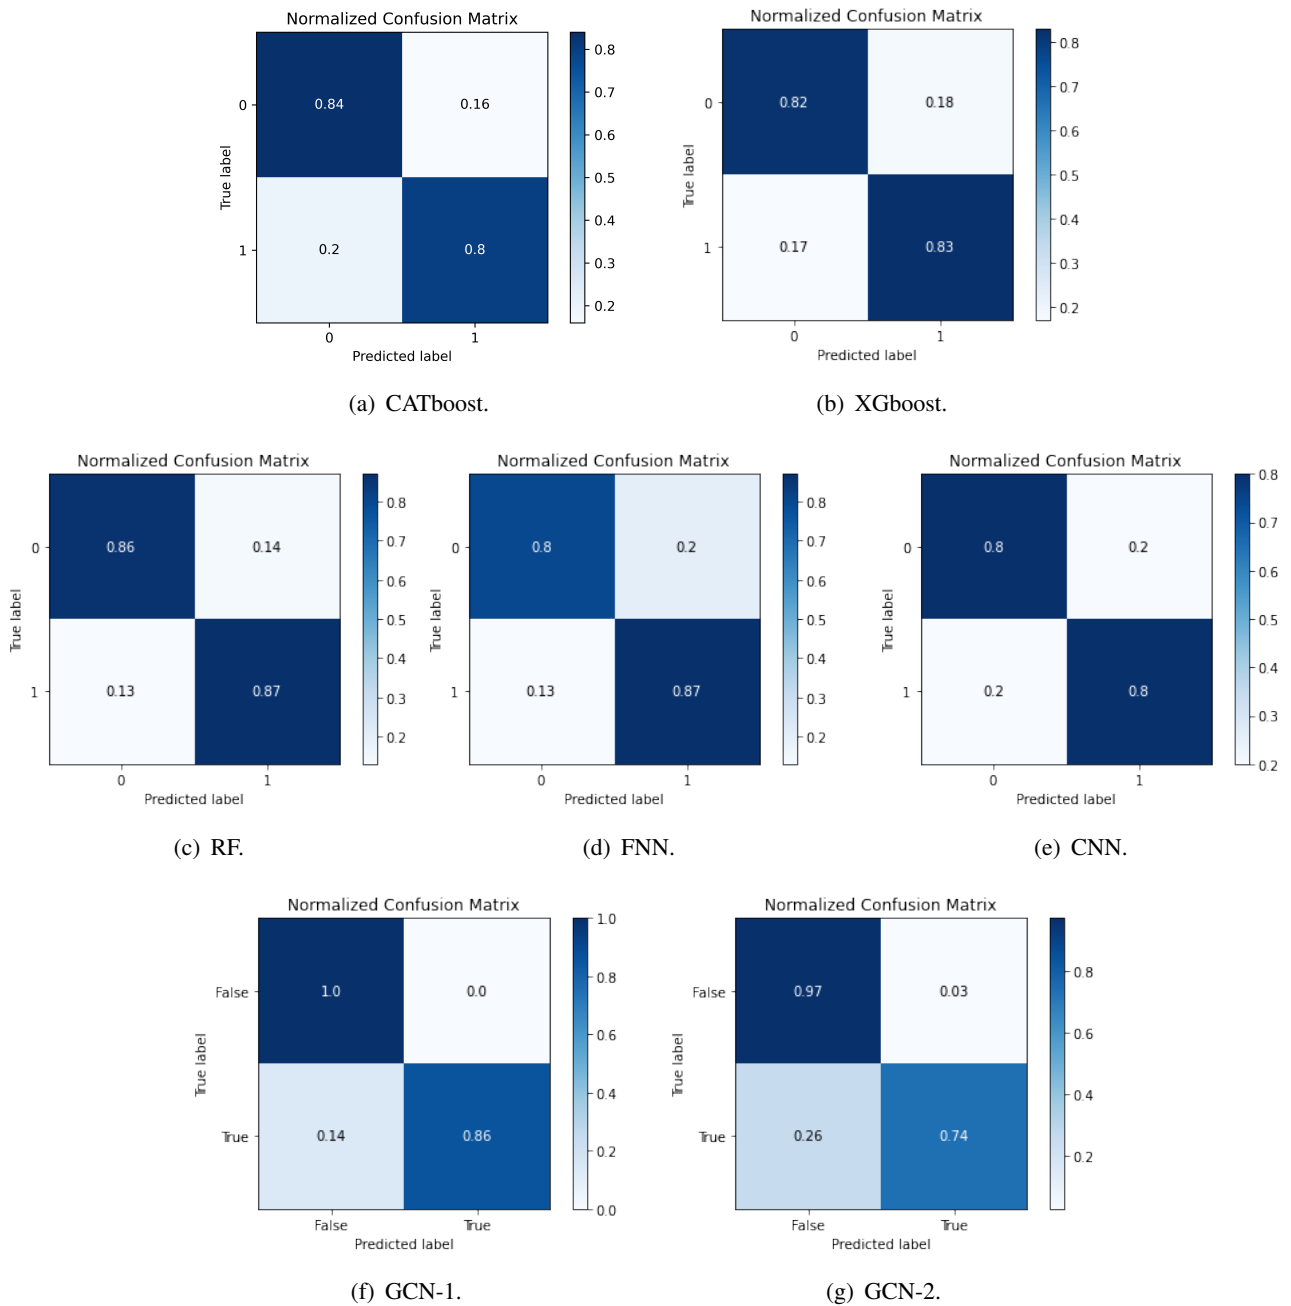 Normalized Confusion Matrix
True label
0
1
0.84
0.16
0.2
0.8
0
1
Predicted label
0.8
0.7
0.6
0.5
0.4
0.3
0.2
(a) CATboost.
Normalized Confusion Matrix
True label
0
1
0.82
0.18
0.17
0.83
0
1
Predicted label
0.8
0.7
0.6
0.5
0.4
0.3
0.2
(b) XGboost.
Normalized Confusion Matrix
True label
0
1
0.86
0.14
0.13
0.87
0
1
Predicted label
0.8
0.7
0.6
0.5
0.4
0.3
0.2
(c) RF.
Normalized Confusion Matrix
True label
0
1
0.8
0.2
0.13
0.87
0
1
Predicted label
0.8
0.7
0.6
0.5
0.4
0.3
0.2
(d) FNN.
Normalized Confusion Matrix
True label
0
1
0.8
0.2
0.2
0.8
0
1
Predicted label
0.8
0.7
0.6
0.5
0.4
0.3
0.2
(e) CNN.
Normalized Confusion Matrix
True label
False
True
1.0
0.0
0.14
0.86
False
True
Predicted label
1.0
0.8
0.6
0.4
0.2
0.0
(f) GCN-1.
Normalized Confusion Matrix
True label
False
True
0.97
0.03
0.26
0.74
False
True
Predicted label
0.8
0.6
0.4
0.2
(g) GCN-2.